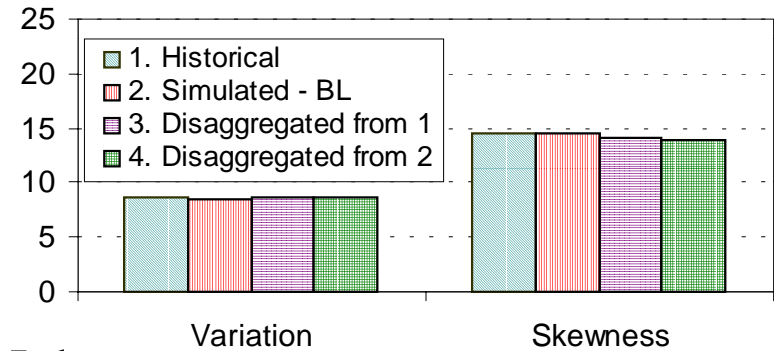 25
20
15
10
5
0
1. Historical
2. Simulated - BL
3. Disaggregated from 1
4. Disaggregated from 2
Variation Skewness